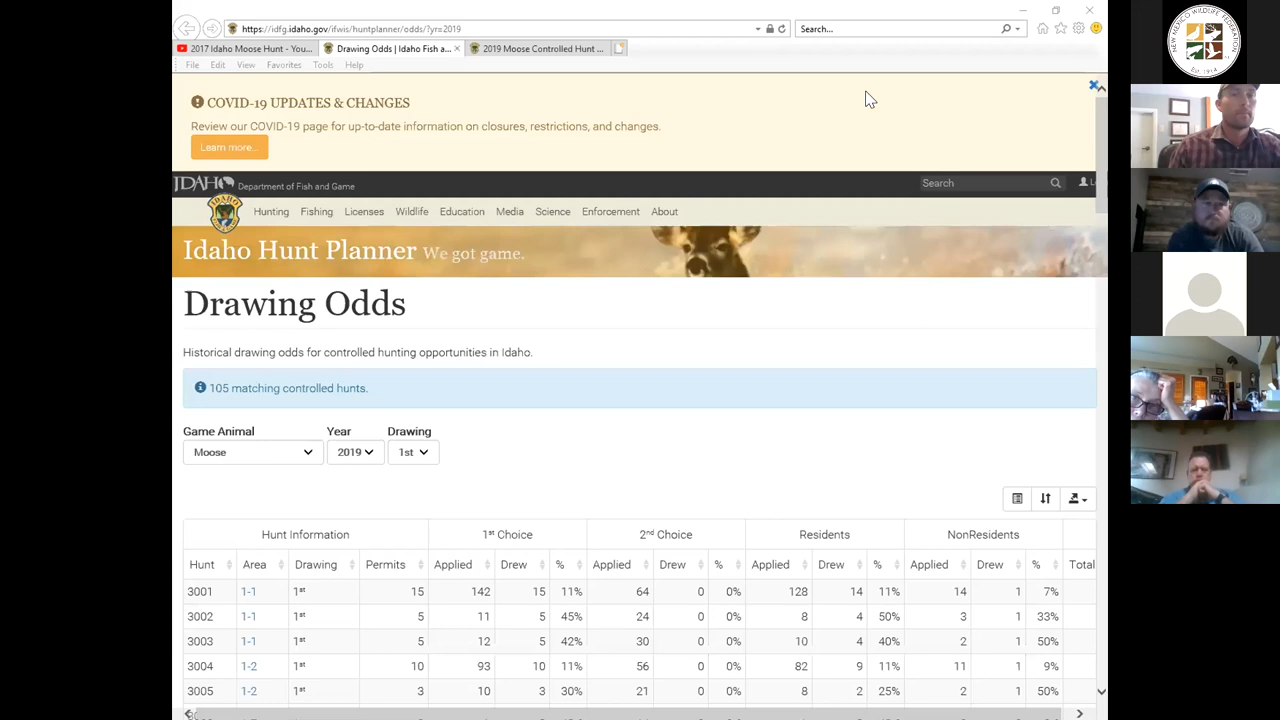 https://idfg.idaho.gov/ifwis/huntplanner/odds/?yr=2019
Search...
2017 Idaho Moose Hunt - You...
Drawing Odds | Idaho Fish a...
2019 Moose Controlled Hunt ...
File Edit View Favorites Tools Help
COVID-19 UPDATES & CHANGES
Review our COVID-19 page for up-to-date information on closures, restrictions, and changes.
Learn more...
IDAHO Department of Fish and Game
Search
Hunting Fishing Licenses Wildlife Education Media Science Enforcement About
Idaho Hunt Planner We got game.
Drawing Odds
Historical drawing odds for controlled hunting opportunities in Idaho.
105 matching controlled hunts.
Game Animal Year Drawing
Moose 2019 1st
Hunt Information 1st Choice 2nd Choice Residents NonResidents
Hunt Area Drawing Permits Applied Drew % Applied Drew % Applied Drew % Applied Drew % Total
3001 1-1 1st 15 142 15 11% 64 0 0% 128 14 11% 14 1 7%
3002 1-1 1st 5 11 5 45% 24 0 0% 8 4 50% 3 1 33%
3003 1-1 1st 5 12 5 42% 30 0 0% 10 4 40% 2 1 50%
3004 1-2 1st 10 93 10 11% 56 0 0% 82 9 11% 11 1 9%
3005 1-2 1st 3 10 3 30% 21 0 0% 8 2 25% 2 1 50%
NEW MEXICO WILDLIFE FEDERATION
Est. 1914